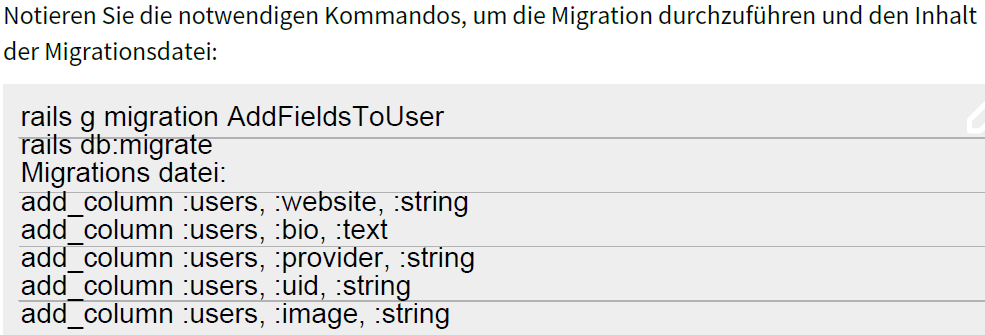 Notieren Sie die notwendigen Kommandos, um die Migration durchzuführen und den Inhalt
der Migrationsdatei:
rails g migration AddFieldsToUser
rails db:migrate
Migrations datei:
add_column :users, :website, :string
add_column :users, :bio, :text
add_column :users, :provider, :string
add_column :users, :uid, :string
add_column :users, :image, :string